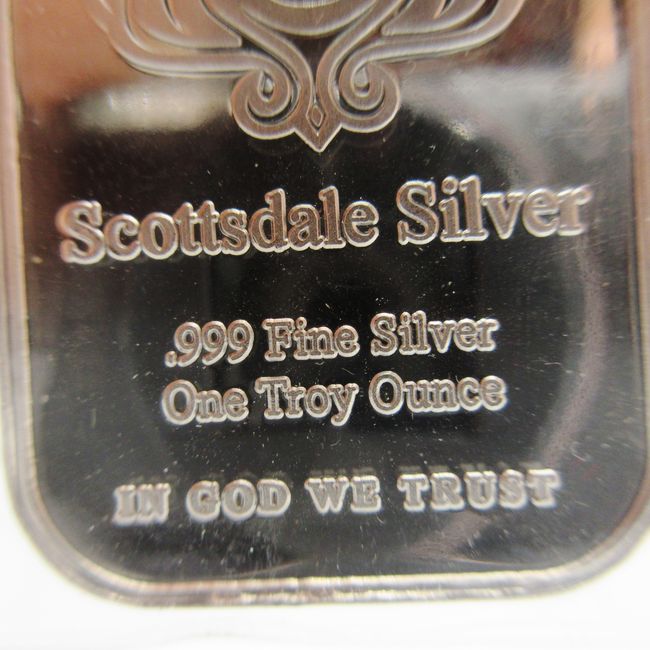 Scottsdale Silver
.999 Fine Silver
One Troy Ounce
IN GOD WE TRUST